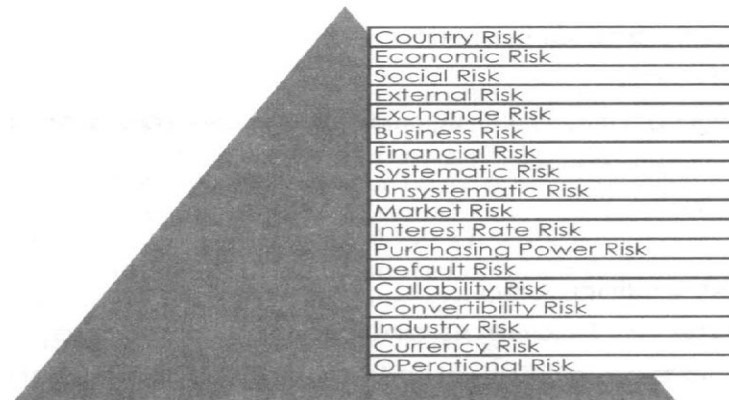 Country Risk
Economic Risk
Social Risk
External Risk
Exchange Risk
Business Risk
Financial Risk
Systematic Risk
Unsystematic Risk
Market Risk
Interest Rate Risk
Purchasing Power Risk
Default Risk
Callability Risk
Convertibility Risk
Industry Risk
Currency Risk
OPerational Risk